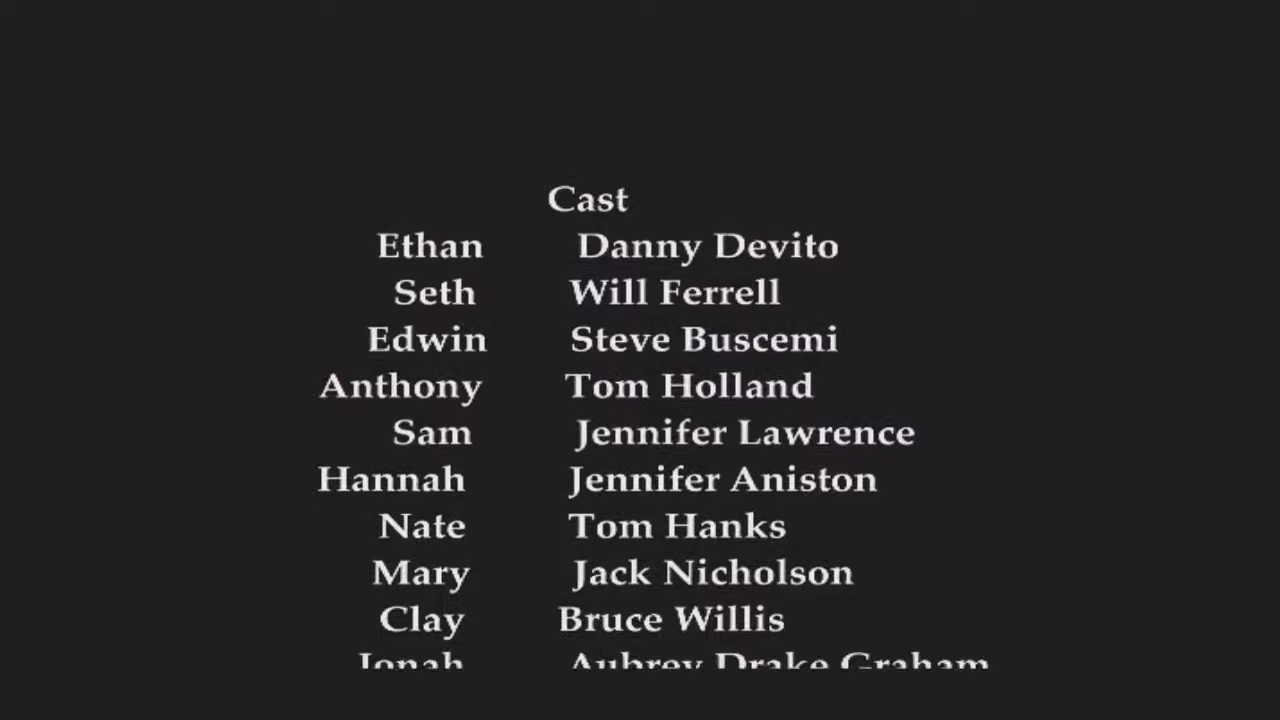 Cast
Ethan Danny Devito
Seth Will Ferrell
Edwin Steve Buscemi
Anthony Tom Holland
Sam Jennifer Lawrence
Hannah Jennifer Aniston
Nate Tom Hanks
Mary Jack Nicholson
Clay Bruce Willis
Jonah Aubrey Drake Graham